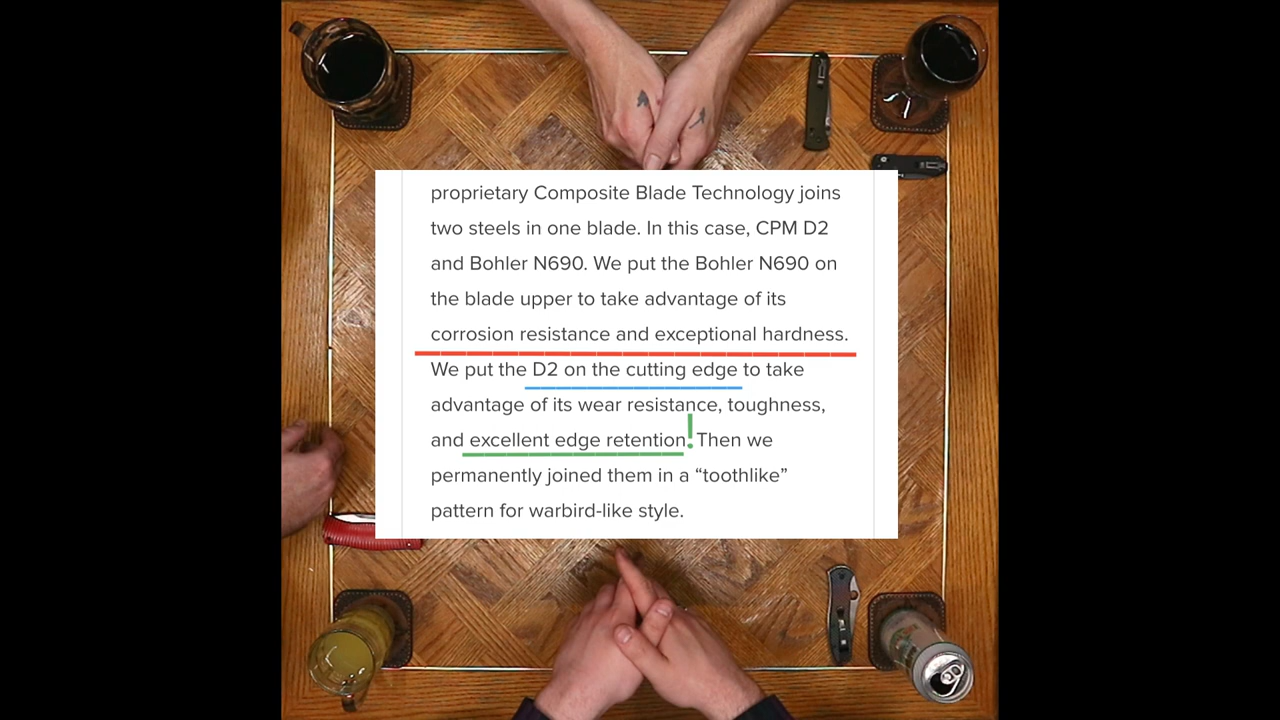 proprietary Composite Blade Technology joins
two steels in one blade. In this case, CPM D2
and Bohler N690. We put the Bohler N690 on
the blade upper to take advantage of its
corrosion resistance and exceptional hardness.
We put the D2 on the cutting edge to take
advantage of its wear resistance, toughness,
and excellent edge retention! Then we
permanently joined them in a “toothlike”
pattern for warbird-like style.